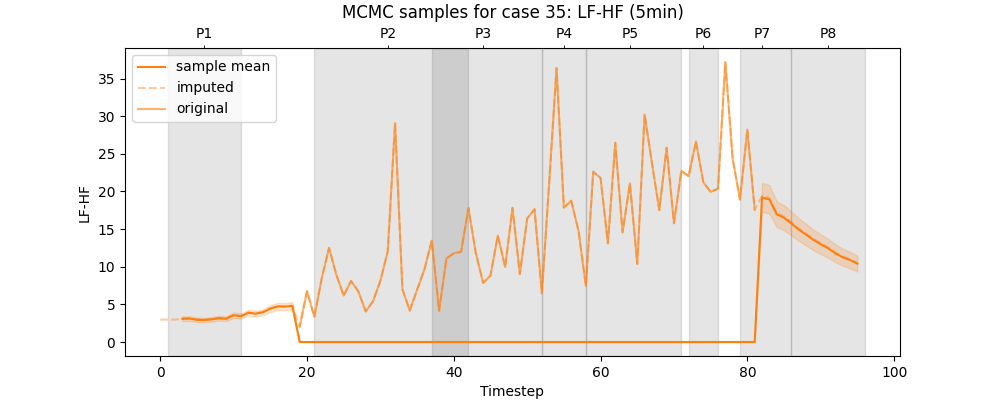 MCMC samples for case 35: LF-HF (5min)
P1 P2 P3 P4 P5 P6 P7 P8
sample mean
imputed
original
LF-HF
35
30
25
20
15
10
5
0
0 20 40 60 80 100
Timestep